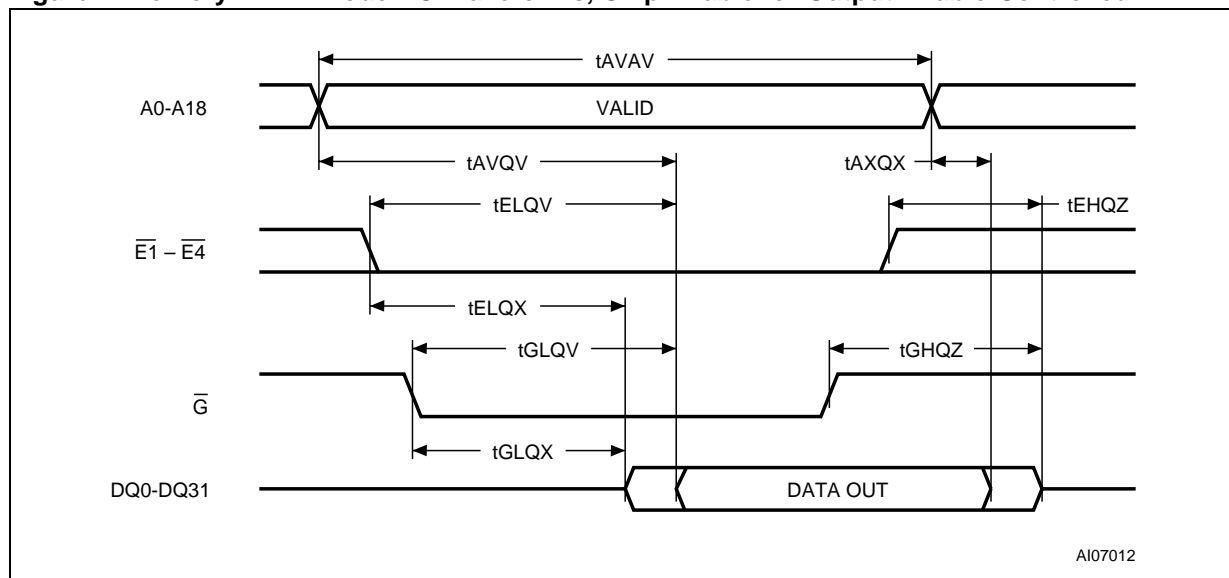 tAVAV
A0-A18
VALID
tAVQV
tAXQX
tELQV
tEHQZ
E1 – E4
tELQX
tGLQV
tGHQZ
G
tGLQX
DQ0-DQ31
DATA OUT
AI07012